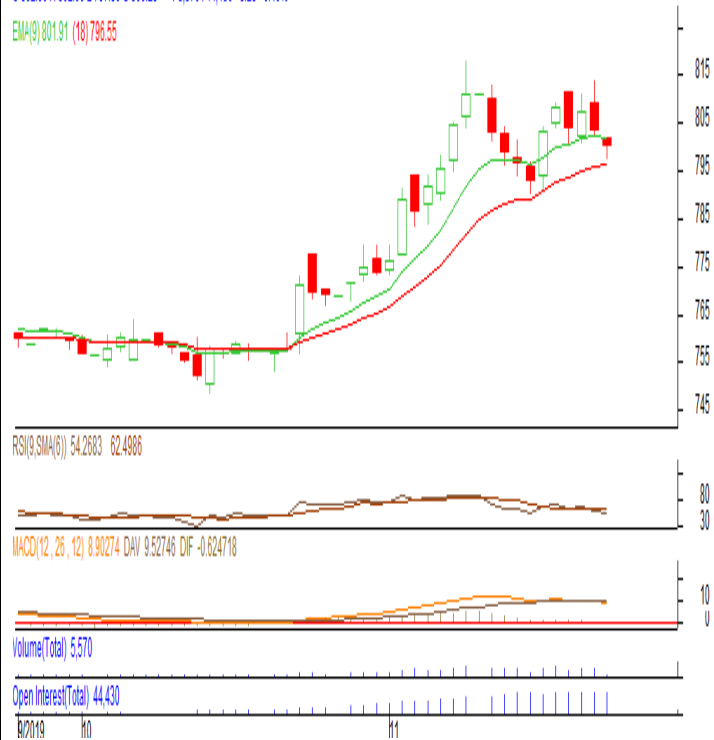 EMA(9) 801.91 (18) 796.55
815
805
795
785
775
765
755
745
RSI(9,SMA(6)) 54.2683 62.4986
80
30
MACD(12 , 26 , 12) 8.90274 DAV 9.52746 DIF -0.624718
10
0
Volume(Total) 5,570
Open Interest(Total) 44,430
9/2019 10 11